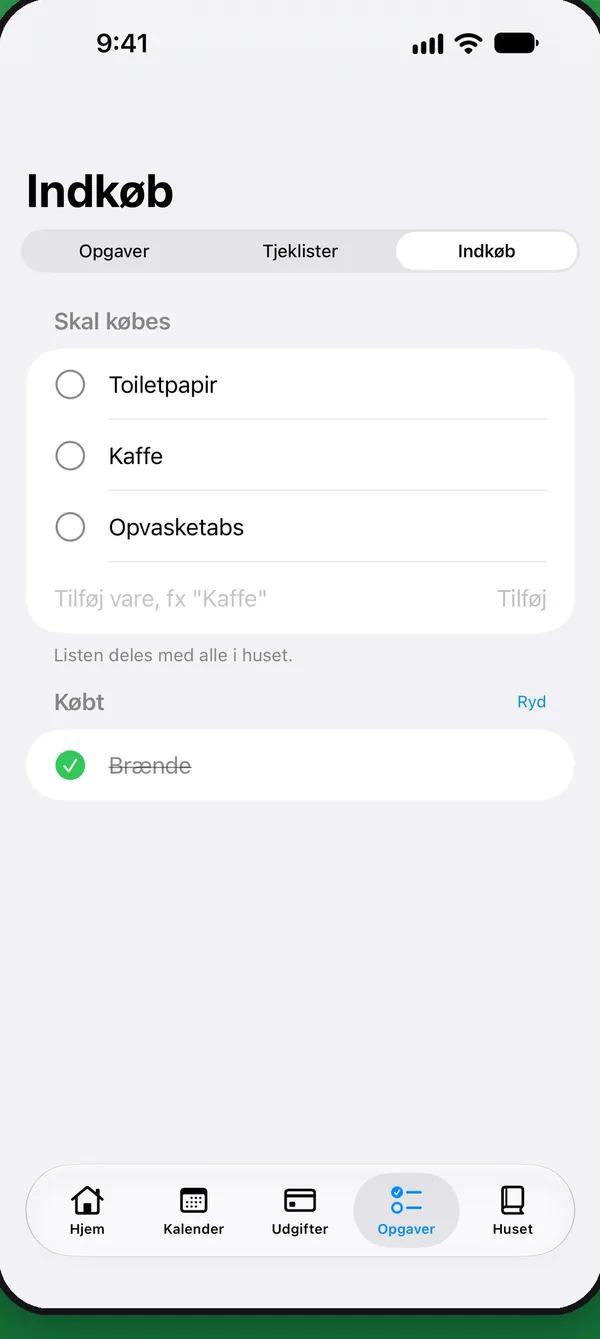 9:41
Indkøb
Opgaver Tjeklister Indkøb
Skal købes
Toiletpapir
Kaffe
Opvasketabs
Tilføj vare, fx "Kaffe" Tilføj
Listen deles med alle i huset.
Købt Ryd
Brænde
Hjem Kalender Udgifter Opgaver Huset